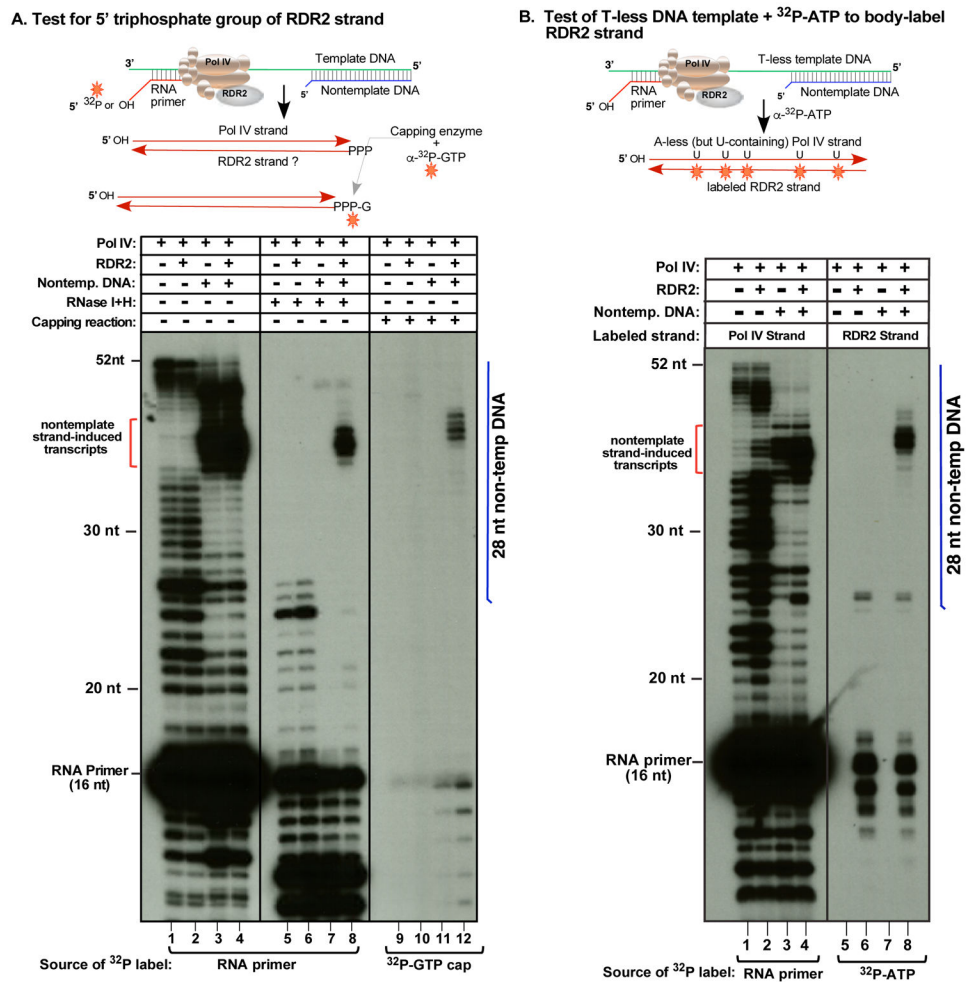 A. Test for 5’ triphosphate group of RDR2 strand
3’
Pol IV
Template DNA
5’
RDR2
5’
Nontemplate DNA
RNA
primer
5’ ³²P or OH
Pol IV strand
5’ OH
PPP
RDR2 strand ?
Capping enzyme
+
α-³²P-GTP
5’ OH
PPP-G
Pol IV: + + + + + + + + + + + +
RDR2: - + - + - + - + - + - +
Nontemp. DNA: - - + + - - + + - - + +
RNase I+H: - - - - + + + + - - - -
Capping reaction: - - - - - - - - + + + +
52nt
nontemplate
strand-induced
transcripts
30 nt
20 nt
RNA Primer
(16 nt)
28 nt non-temp DNA
1 2 3 4 5 6 7 8 9 10 11 12
Source of ³²P label: RNA primer ³²P-GTP cap
B. Test of T-less DNA template + ³²P-ATP to body-label
RDR2 strand
3’
Pol IV
T-less template DNA
5’
RDR2
5’
Nontemplate DNA
5’ OH
RNA
primer
α-³²P-ATP
A-less (but U-containing) Pol IV strand
U U U U U
5’ OH
labeled RDR2 strand
Pol IV: + + + + + + + +
RDR2: - + - + - + - +
Nontemp. DNA: - - + + - - + +
Labeled strand: Pol IV Strand RDR2 Strand
52 nt
nontemplate
strand-induced
transcripts
30 nt
20 nt
RNA primer
(16 nt)
28 nt non-temp DNA
1 2 3 4 5 6 7 8
Source of ³²P label: RNA primer ³²P-ATP